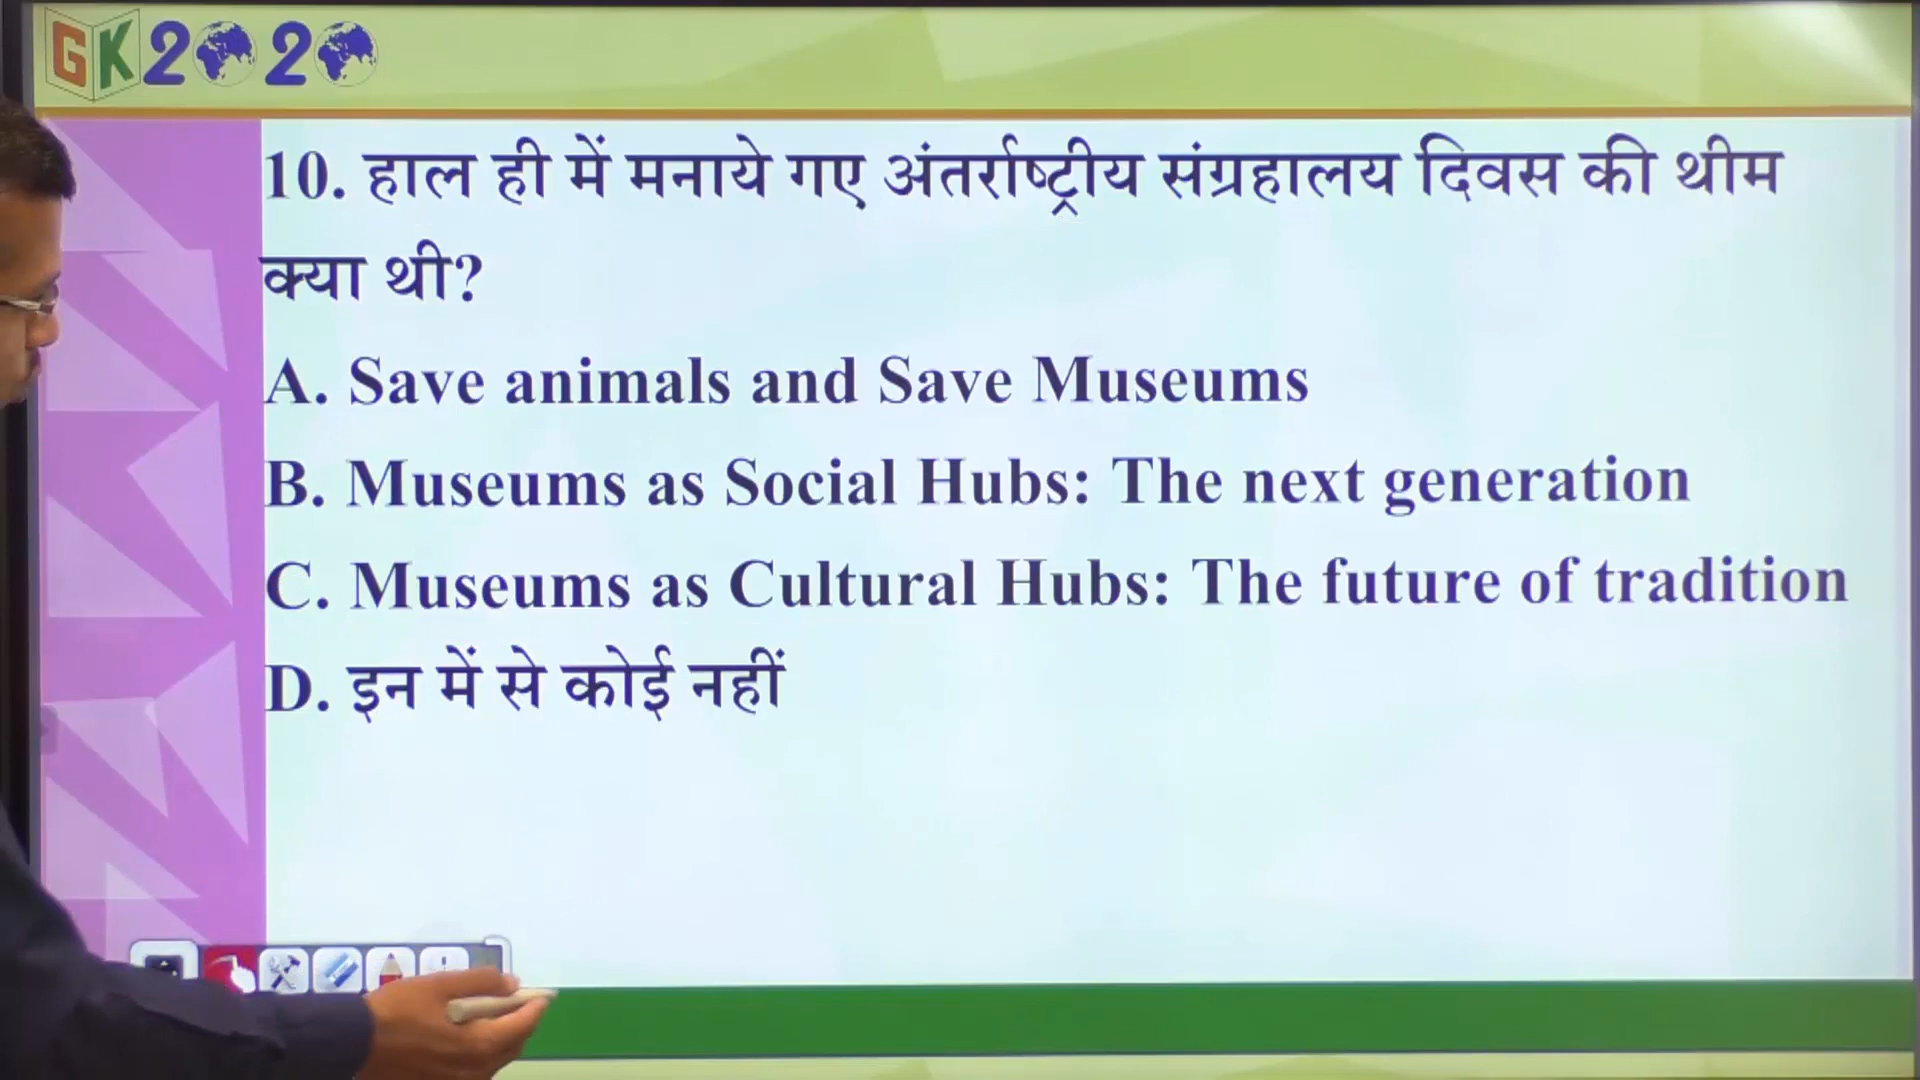 GK2020
10. हाल ही में मनाये गए अंतर्राष्ट्रीय संग्रहालय दिवस की थीम
क्या थी?
A. Save animals and Save Museums
B. Museums as Social Hubs: The next generation
C. Museums as Cultural Hubs: The future of tradition
D. इन में से कोई नहीं